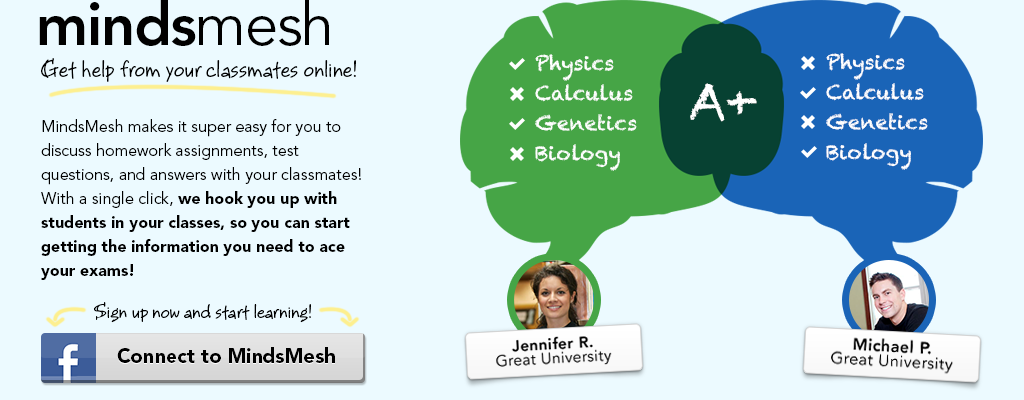 mindsmesh
Get help from your classmates online!
MindsMesh makes it super easy for you to
discuss homework assignments, test
questions, and answers with your classmates!
With a single click, we hook you up with
students in your classes, so you can start
getting the information you need to ace
your exams!
Sign up now and start learning!
f Connect to MindsMesh
✓ Physics
✗ Calculus
✓ Genetics
✗ Biology
A+
✗ Physics
✓ Calculus
✗ Genetics
✓ Biology
Jennifer R.
Great University
Michael P.
Great University